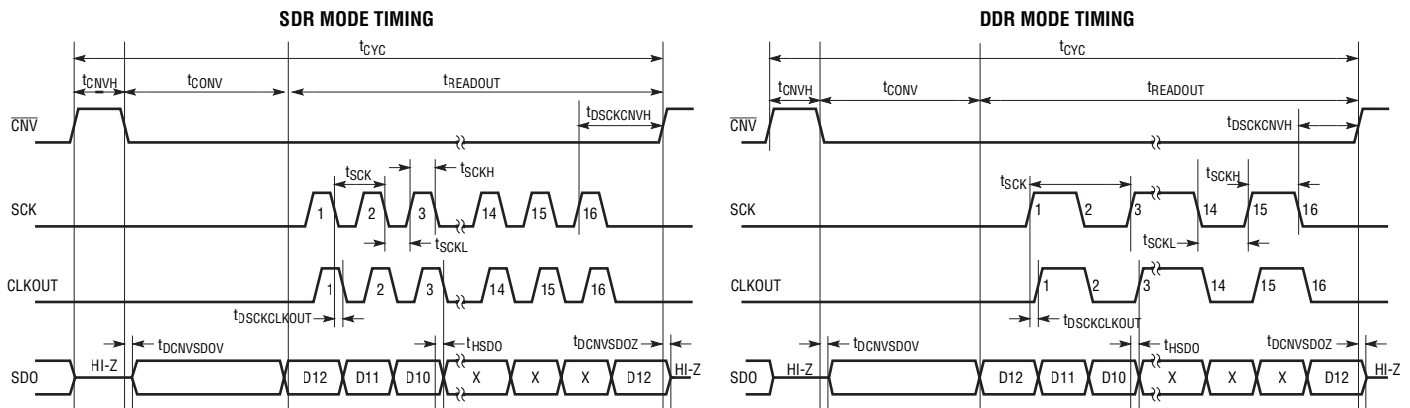 SDR MODE TIMING
tCYC
tCNVH tCONV tREADOUT
tDSCKCNVH
CNV
tSCK tSCKH
SCK 1 2 3 14 15 16
tSCKL
CLKOUT 1 2 3 14 15 16
tDSCKCLKOUT
tDCNVSDOV tHSDO tDCNVSDOZ
SDO HI-Z D12 D11 D10 X X X D12 HI-Z
DDR MODE TIMING
tCYC
tCNVH tCONV tREADOUT
tDSCKCNVH
CNV
tSCK tSCKH
SCK 1 2 3 14 15 16
tSCKL
CLKOUT 1 2 3 14 15 16
tDSCKCLKOUT
tDCNVSDOV tHSDO tDCNVSDOZ
SDO HI-Z D12 D11 D10 X X X D12 HI-Z